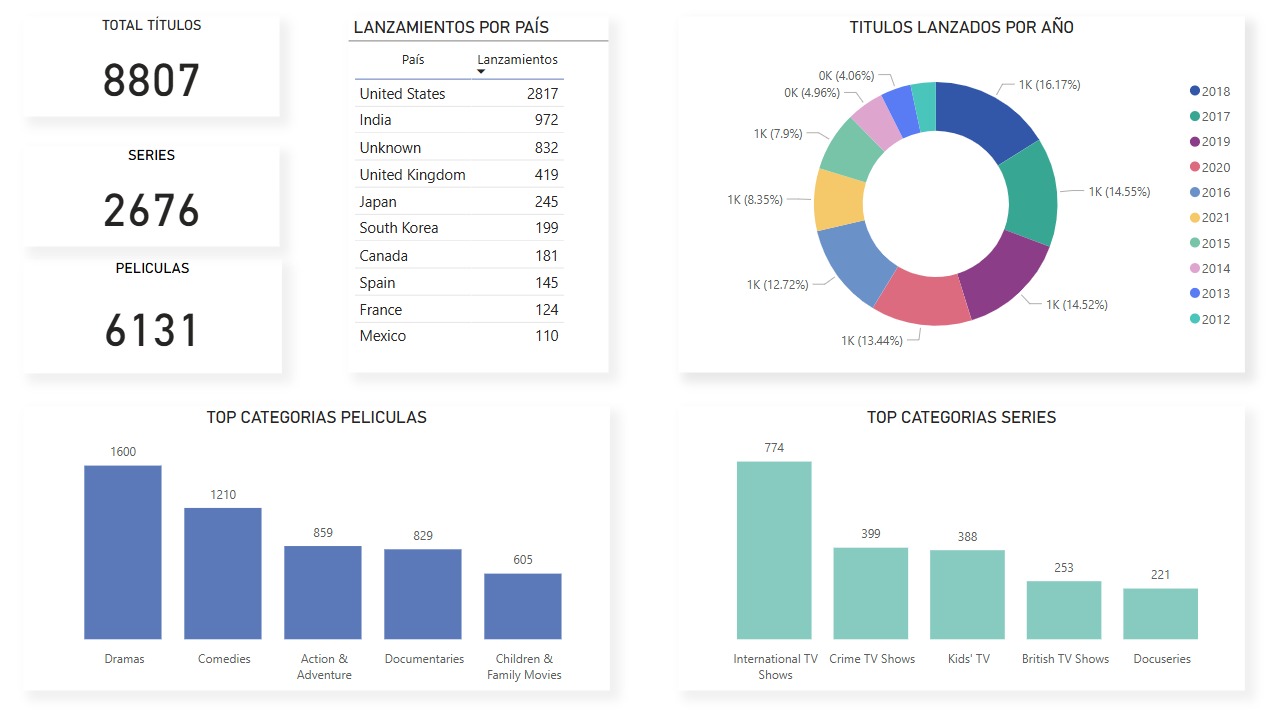 TOTAL TÍTULOS
8807
SERIES
2676
PELICULAS
6131
LANZAMIENTOS POR PAÍS
País Lanzamientos
United States 2817
India 972
Unknown 832
United Kingdom 419
Japan 245
South Korea 199
Canada 181
Spain 145
France 124
Mexico 110
TITULOS LANZADOS POR AÑO
1K (16.17%)
1K (14.55%)
1K (14.52%)
1K (13.44%)
1K (12.72%)
1K (8.35%)
1K (7.9%)
0K (4.96%)
0K (4.06%)
2018
2017
2019
2020
2016
2021
2015
2014
2013
2012
TOP CATEGORIAS PELICULAS
1600
1210
859
829
605
Dramas
Comedies
Action &
Adventure
Documentaries
Children &
Family Movies
TOP CATEGORIAS SERIES
774
399
388
253
221
International TV
Shows
Crime TV Shows
Kids' TV
British TV Shows
Docuseries